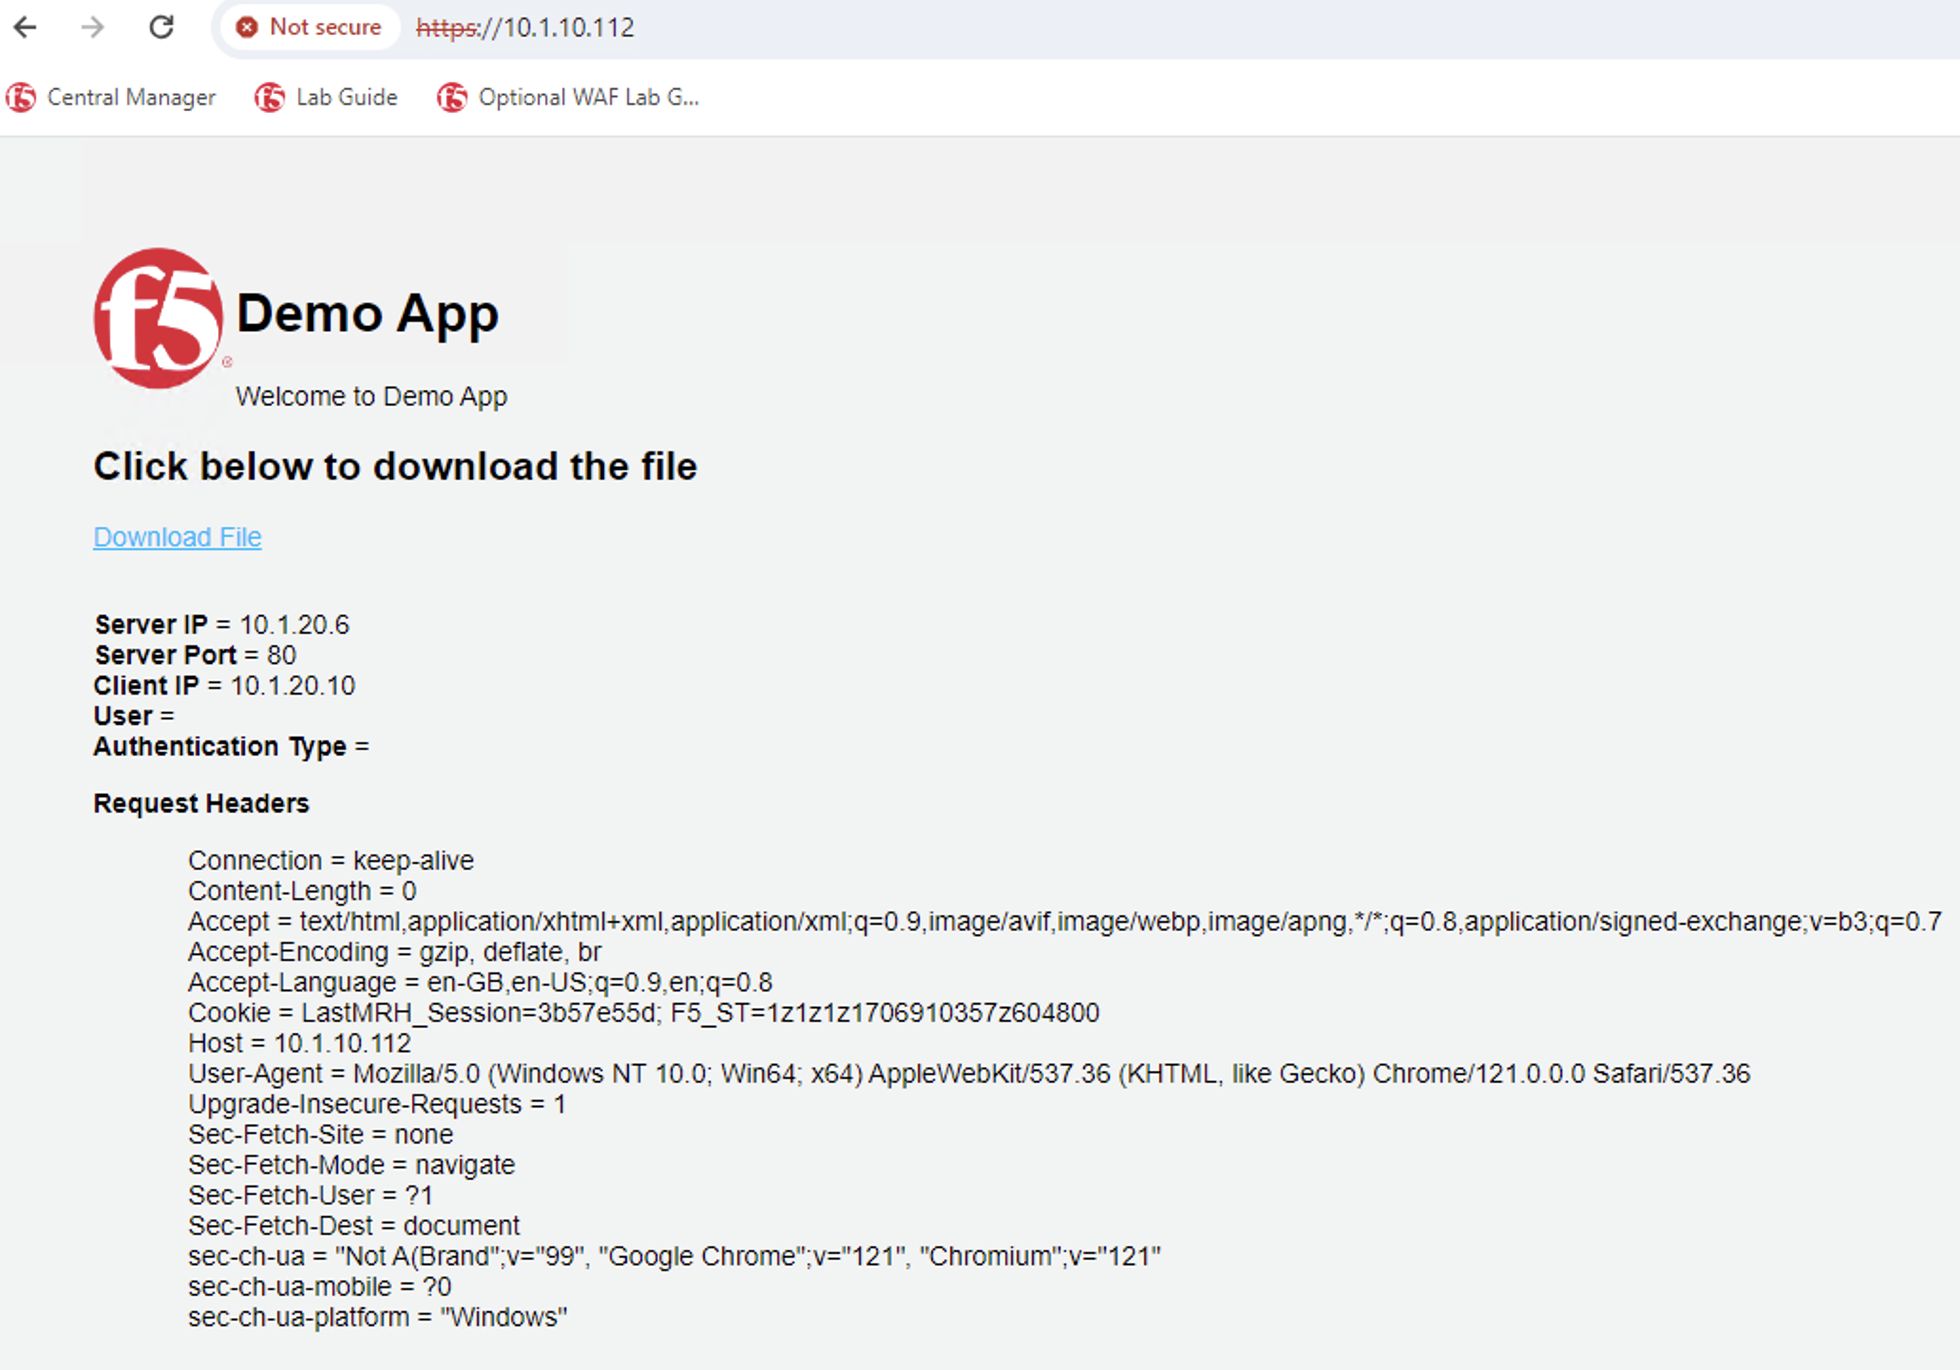 Not secure https://10.1.10.112
f5 Central Manager f5 Lab Guide f5 Optional WAF Lab G...
f5® Demo App
Welcome to Demo App
Click below to download the file
Download File
Server IP = 10.1.20.6
Server Port = 80
Client IP = 10.1.20.10
User =
Authentication Type =
Request Headers
Connection = keep-alive
Content-Length = 0
Accept = text/html,application/xhtml+xml,application/xml;q=0.9,image/avif,image/webp,image/apng,*/*;q=0.8,application/signed-exchange;v=b3;q=0.7
Accept-Encoding = gzip, deflate, br
Accept-Language = en-GB,en-US;q=0.9,en;q=0.8
Cookie = LastMRH_Session=3b57e55d; F5_ST=1z1z1z1706910357z604800
Host = 10.1.10.112
User-Agent = Mozilla/5.0 (Windows NT 10.0; Win64; x64) AppleWebKit/537.36 (KHTML, like Gecko) Chrome/121.0.0.0 Safari/537.36
Upgrade-Insecure-Requests = 1
Sec-Fetch-Site = none
Sec-Fetch-Mode = navigate
Sec-Fetch-User = ?1
Sec-Fetch-Dest = document
sec-ch-ua = "Not A(Brand";v="99", "Google Chrome";v="121", "Chromium";v="121"
sec-ch-ua-mobile = ?0
sec-ch-ua-platform = "Windows"